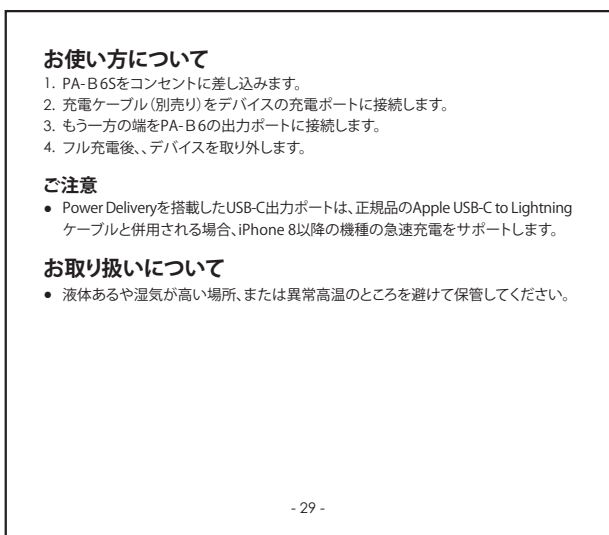 お使い方について
1. PA-B6Sをコンセントに差し込みます。
2. 充電ケーブル（別売り）をデバイスの充電ポートに接続します。
3. もう一方の端をPA-B6の出力ポートに接続します。
4. フル充電後、、デバイスを取り外します。
ご注意
● Power Deliveryを搭載したUSB-C出力ポートは、正規品のApple USB-C to Lightning
ケーブルと併用される場合、iPhone 8以降の機種の急速充電をサポートします。
お取り扱いについて
● 液体あるや湿気が高い場所、または異常高温のところを避けて保管してください。
- 29 -